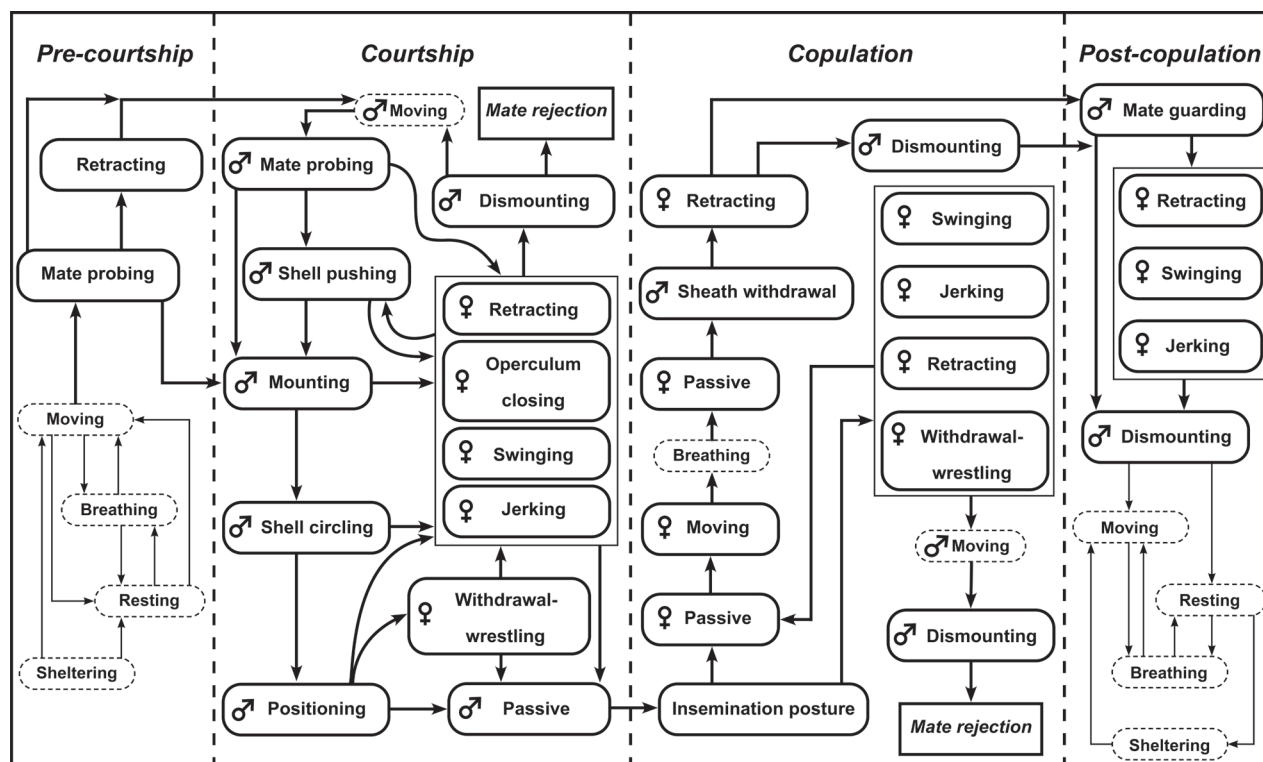 Pre-courtship
Courtship
Copulation
Post-copulation
Retracting
Mate probing
Moving
Breathing
Resting
Sheltering
♂ Moving
Mate rejection
♂ Mate probing
♂ Dismounting
♂ Shell pushing
♀ Retracting
♂ Mounting
♀ Operculum
closing
♀ Swinging
♂ Shell circling
♀ Jerking
♀ Withdrawal-
wrestling
♂ Positioning
♂ Passive
♂ Dismounting
♀ Retracting
♂ Sheath withdrawal
♀ Passive
Breathing
♀ Moving
♀ Passive
Insemination posture
♀ Swinging
♀ Jerking
♀ Retracting
♀ Withdrawal-
wrestling
♂ Moving
♂ Dismounting
Mate rejection
♂ Mate guarding
♀ Retracting
♀ Swinging
♀ Jerking
♂ Dismounting
Moving
Resting
Breathing
Sheltering